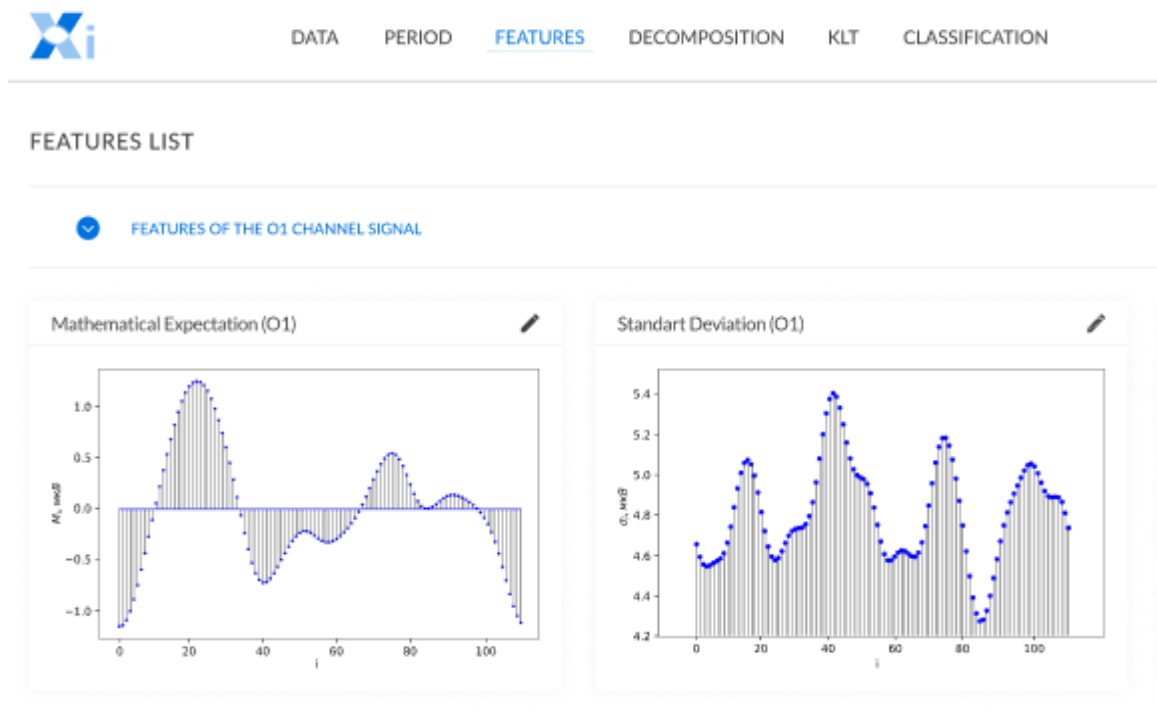 Xi DATA PERIOD FEATURES DECOMPOSITION KLT CLASSIFICATION
FEATURES LIST
FEATURES OF THE O1 CHANNEL SIGNAL
Mathematical Expectation (O1)
1.0
0.5
0.0
−0.5
−1.0
0 20 40 60 80 100
i
Standart Deviation (O1)
5.4
5.2
5.0
4.8
4.6
4.4
4.2
0 20 40 60 80 100
i